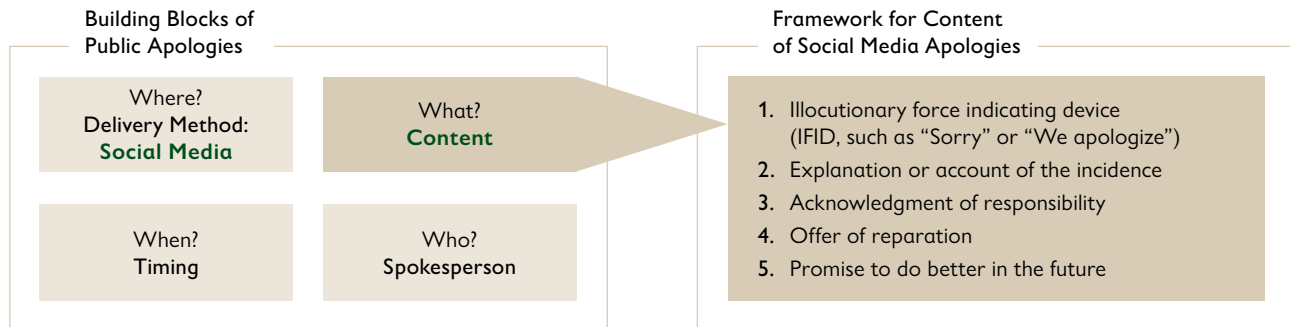 Building Blocks of
Public Apologies
Where?
Delivery Method:
Social Media
What?
Content
When?
Timing
Who?
Spokesperson
Framework for Content
of Social Media Apologies
1. Illocutionary force indicating device
(IFID, such as “Sorry” or “We apologize”)
2. Explanation or account of the incidence
3. Acknowledgment of responsibility
4. Offer of reparation
5. Promise to do better in the future